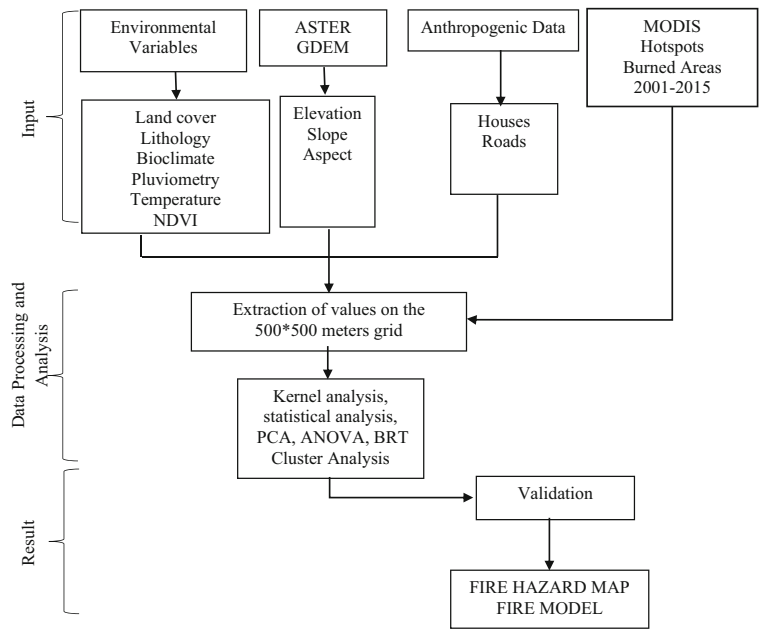 Environmental
Variables
ASTER
GDEM
Anthropogenic Data
MODIS
Hotspots
Burned Areas
2001-2015
Input
Land cover
Lithology
Bioclimate
Pluviometry
Temperature
NDVI
Elevation
Slope
Aspect
Houses
Roads
Data Processing and
Analysis
Extraction of values on the
500*500 meters grid
Kernel analysis,
statistical analysis,
PCA, ANOVA, BRT
Cluster Analysis
Result
Validation
FIRE HAZARD MAP
FIRE MODEL